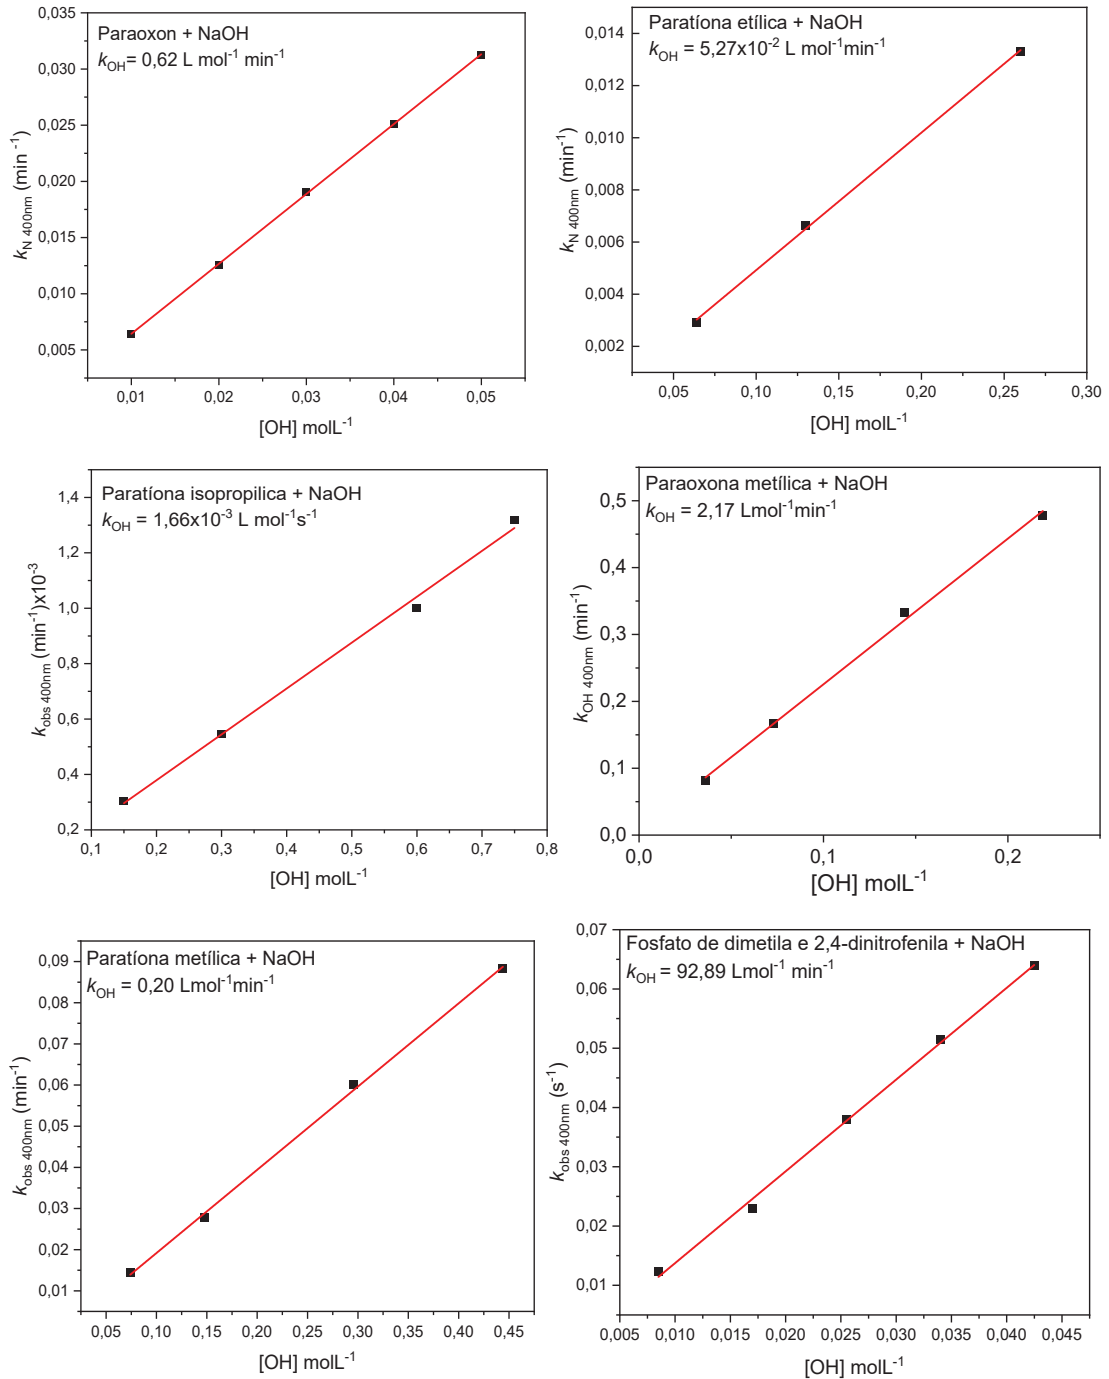 Paraoxon + NaOH
kOH= 0,62 L mol-1 min-1
0,035
0,030
0,025
0,020
0,015
0,010
0,005
kN 400nm (min -1)
0,01 0,02 0,03 0,04 0,05
[OH] molL-1
Paratíona etílica + NaOH
kOH = 5,27x10-2 L mol-1min-1
0,014
0,012
0,010
0,008
0,006
0,004
0,002
kN 400nm (min-1)
0,05 0,10 0,15 0,20 0,25 0,30
[OH] molL-1
Paratíona isopropilica + NaOH
kOH = 1,66x10-3 L mol-1s-1
1,4
1,2
1,0
0,8
0,6
0,4
0,2
kobs 400nm (min-1)x10-3
0,1 0,2 0,3 0,4 0,5 0,6 0,7 0,8
[OH] molL-1
Paraoxona metílica + NaOH
kOH = 2,17 Lmol-1min-1
0,5
0,4
0,3
0,2
0,1
0,0
kOH 400nm (min-1)
0,0 0,1 0,2
[OH] molL-1
Paratíona metílica + NaOH
kOH = 0,20 Lmol-1min-1
0,09
0,08
0,07
0,06
0,05
0,04
0,03
0,02
0,01
kobs 400nm (min-1)
0,05 0,10 0,15 0,20 0,25 0,30 0,35 0,40 0,45
[OH] molL-1
Fosfato de dimetila e 2,4-dinitrofenila + NaOH
kOH = 92,89 Lmol-1 min-1
0,07
0,06
0,05
0,04
0,03
0,02
0,01
kobs 400nm (s-1)
0,005 0,010 0,015 0,020 0,025 0,030 0,035 0,040 0,045
[OH] molL-1